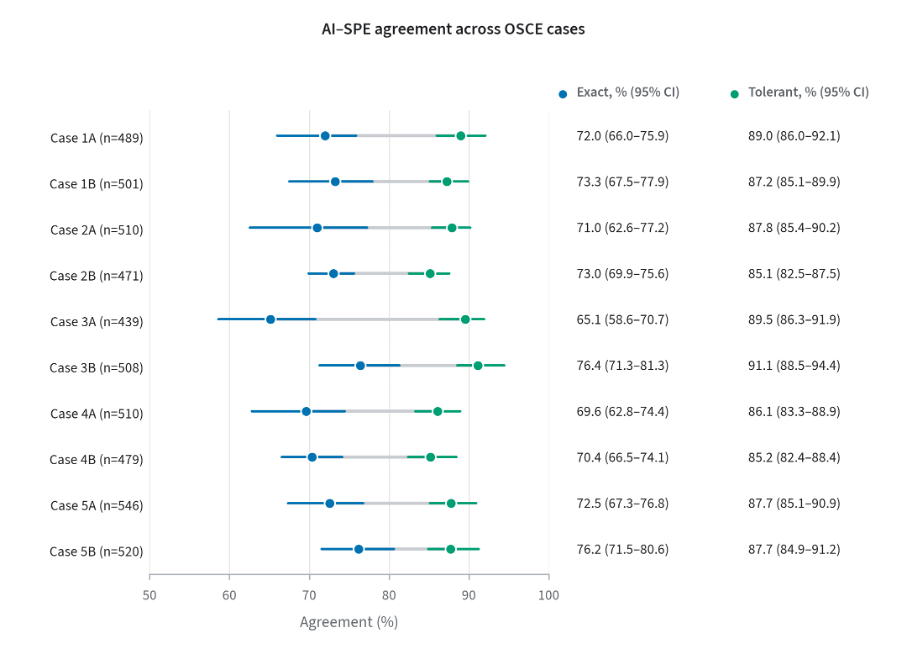 AI–SPE agreement across OSCE cases
Exact, % (95% CI) Tolerant, % (95% CI)
Case 1A (n=489) 72.0 (66.0–75.9) 89.0 (86.0–92.1)
Case 1B (n=501) 73.3 (67.5–77.9) 87.2 (85.1–89.9)
Case 2A (n=510) 71.0 (62.6–77.2) 87.8 (85.4–90.2)
Case 2B (n=471) 73.0 (69.9–75.6) 85.1 (82.5–87.5)
Case 3A (n=439) 65.1 (58.6–70.7) 89.5 (86.3–91.9)
Case 3B (n=508) 76.4 (71.3–81.3) 91.1 (88.5–94.4)
Case 4A (n=510) 69.6 (62.8–74.4) 86.1 (83.3–88.9)
Case 4B (n=479) 70.4 (66.5–74.1) 85.2 (82.4–88.4)
Case 5A (n=546) 72.5 (67.3–76.8) 87.7 (85.1–90.9)
Case 5B (n=520) 76.2 (71.5–80.6) 87.7 (84.9–91.2)
50 60 70 80 90 100
Agreement (%)